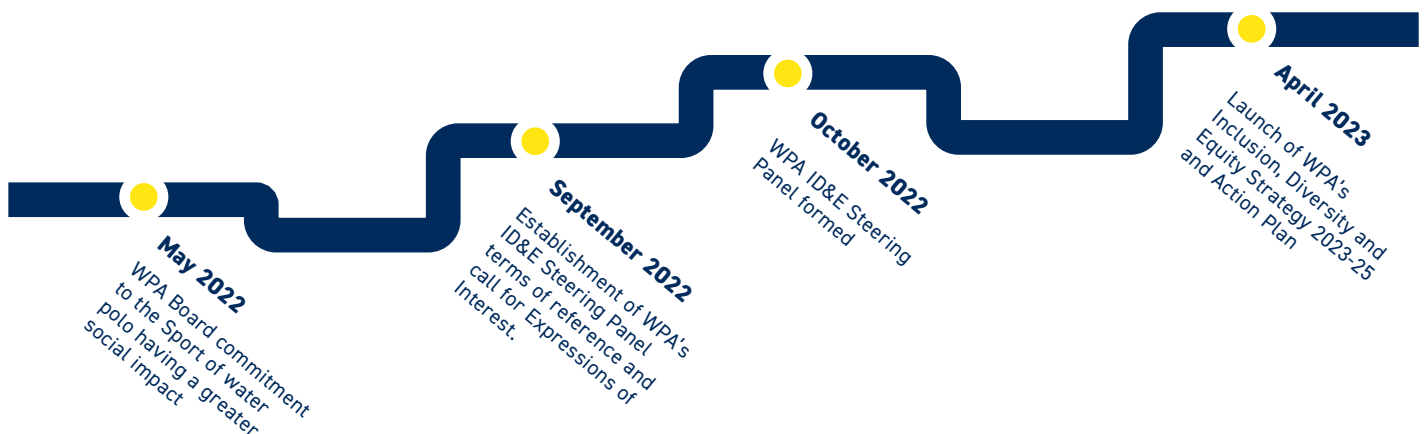 May 2022
WPA Board commitment
to the Sport of water
polo having a greater
social impact
September 2022
Establishment of WPA's
ID&E Steering Panel
terms of reference and
call for Expressions of
Interest.
October 2022
WPA ID&E Steering
Panel formed
April 2023
Launch of WPA's
Inclusion, Diversity and
Equity Strategy 2023-25
and Action Plan